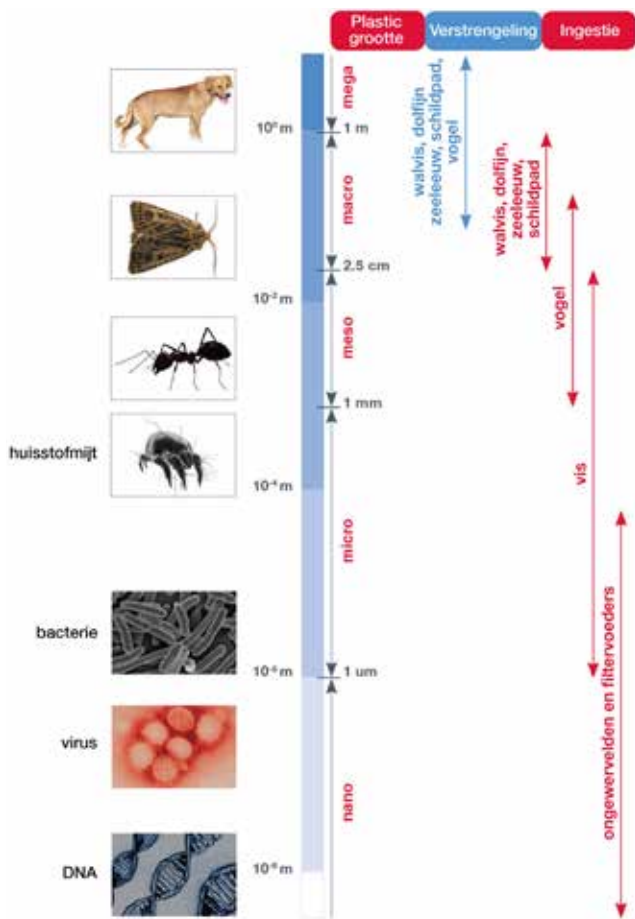 Plastic
grootte
Verstrengeling
Ingestie
mega
10⁰ m
1 m
walvis, dolfijn
zeeleeuw, schildpad,
vogel
walvis, dolfijn,
zeeleeuw,
schildpad
macro
2.5 cm
10⁻² m
vogel
meso
1 mm
huisstofmijt
vis
10⁻⁴ m
micro
bacterie
10⁻⁶ m
1 um
ongewervelden en filtervoeders
virus
nano
10⁻⁸ m
DNA